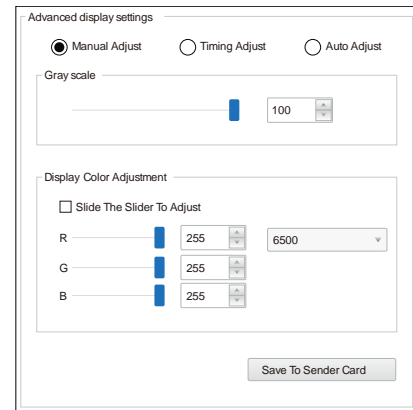 Advanced display settings
Manual Adjust Timing Adjust Auto Adjust
Gray scale
100
Display Color Adjustment
Slide The Slider To Adjust
R 255 6500
G 255
B 255
Save To Sender Card